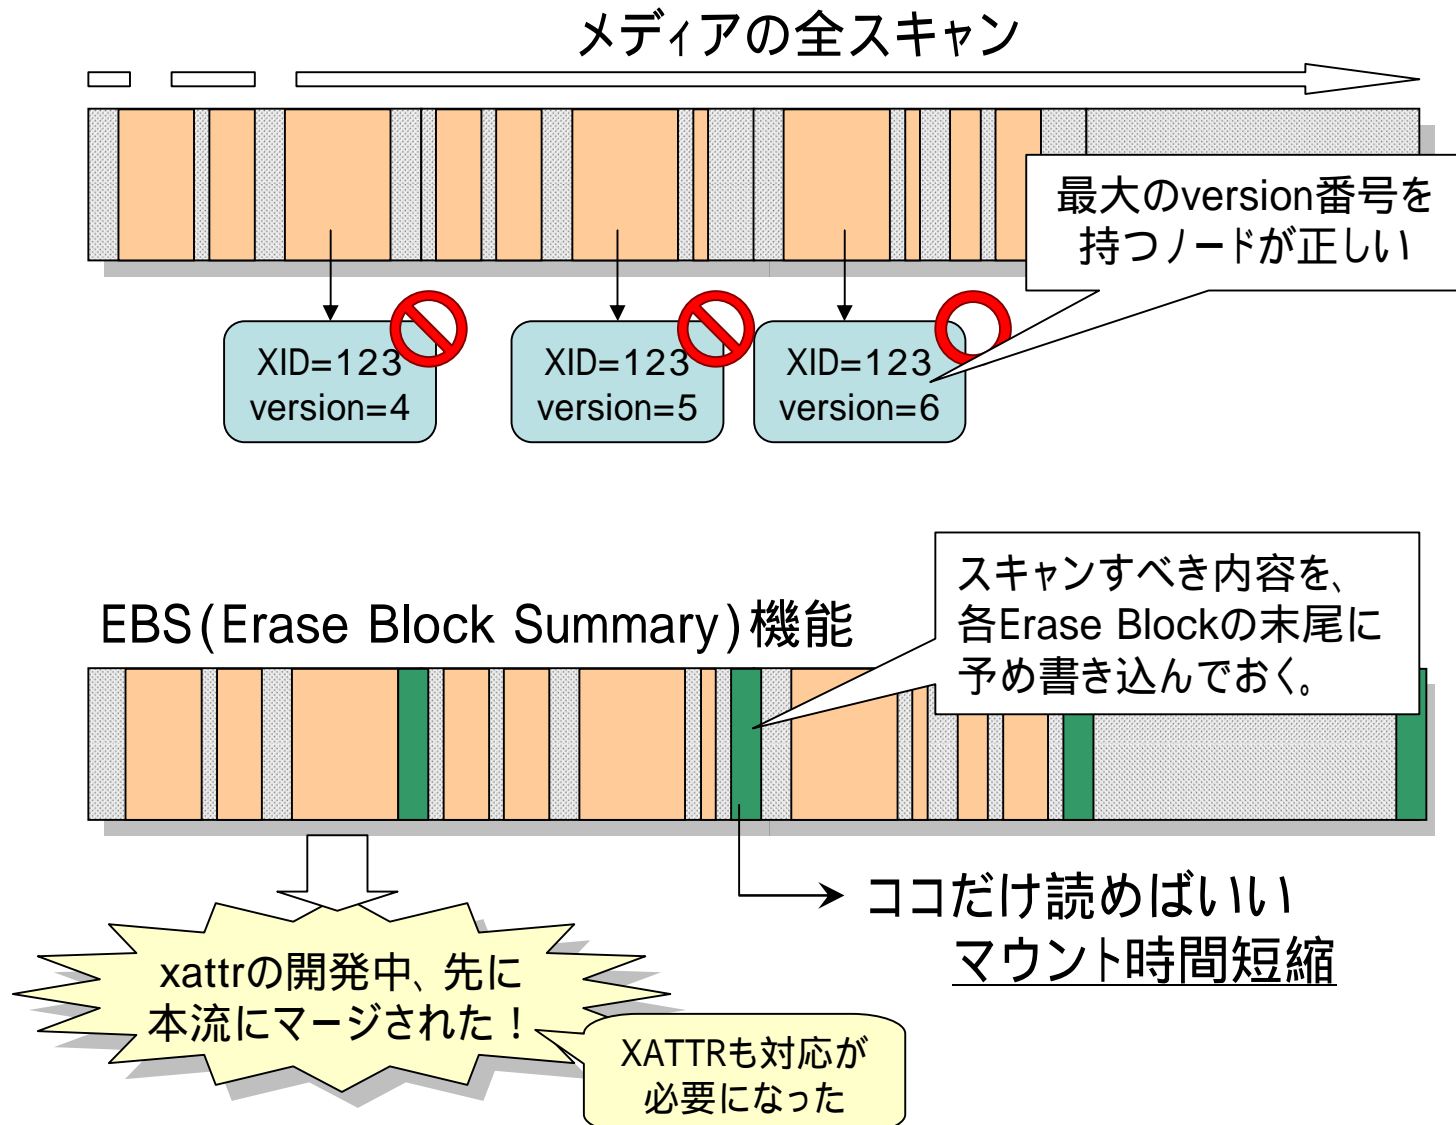 メディアの全スキャン
最大のversion番号を
持つノードが正しい
XID=123
version=4
XID=123
version=5
XID=123
version=6
スキャンすべき内容を、
各Erase Blockの末尾に
予め書き込んでおく。
EBS(Erase Block Summary)機能
ココだけ読めばいい
マウント時間短縮
xattrの開発中、先に
本流にマージされた！
XATTRも対応が
必要になった